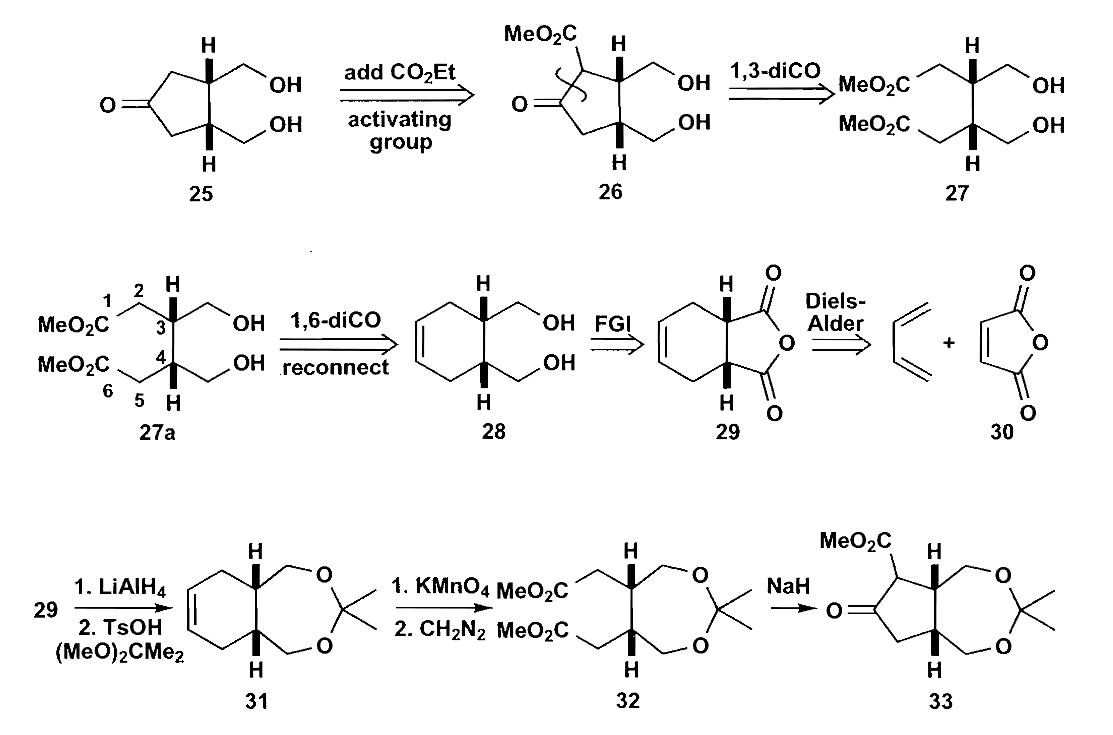 H
OH
O
OH
H
25
add CO2Et
activating
group
MeO2C
H
OH
O
OH
H
26
1,3-diCO
H
MeO2C
OH
MeO2C
OH
H
27
1
2
H
MeO2C
3
OH
MeO2C
4
OH
6
5
H
27a
1,6-diCO
reconnect
H
OH
OH
H
28
FGI
H
O
O
H
O
29
Diels-
Alder
+
O
O
O
30
29
1. LiAlH4
2. TsOH
(MeO)2CMe2
H
O
O
H
31
1. KMnO4
2. CH2N2
H
MeO2C
O
MeO2C
O
H
32
NaH
MeO2C
H
O
O
O
H
33